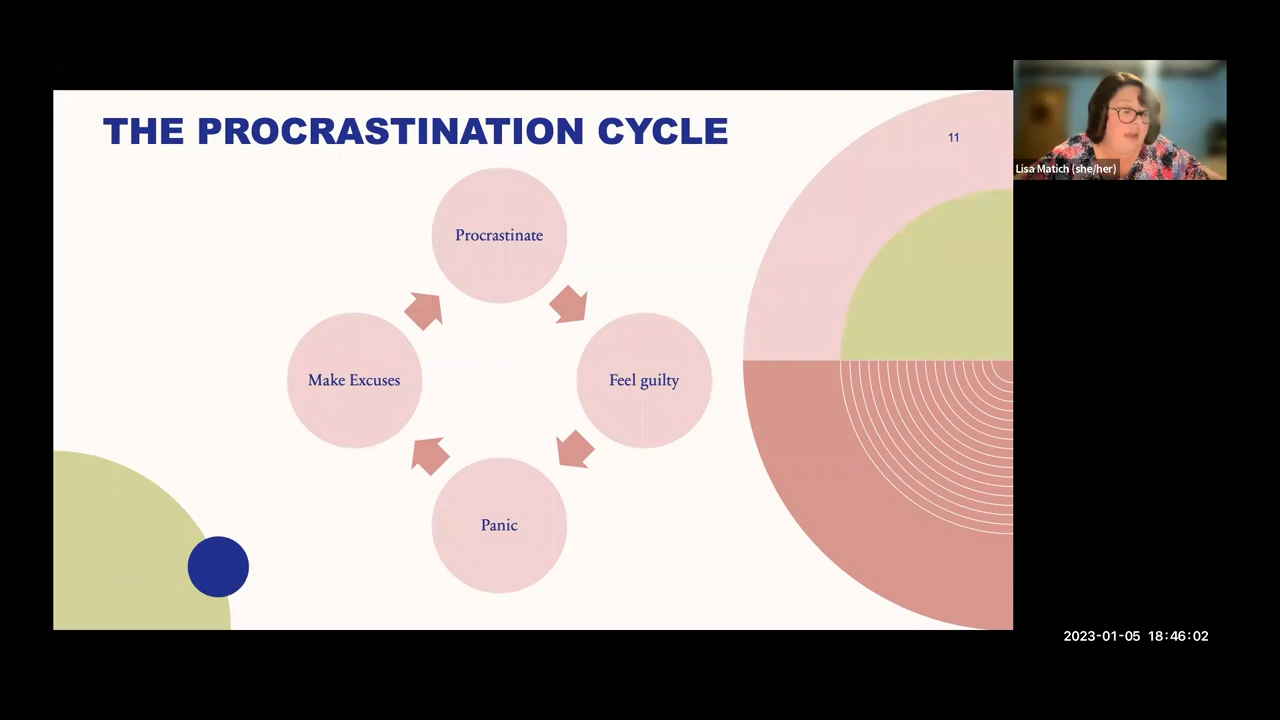 THE PROCRASTINATION CYCLE
11
Procrastinate
Make Excuses
Feel guilty
Panic
Lisa Matich (she/her)
2023-01-05 18:46:02